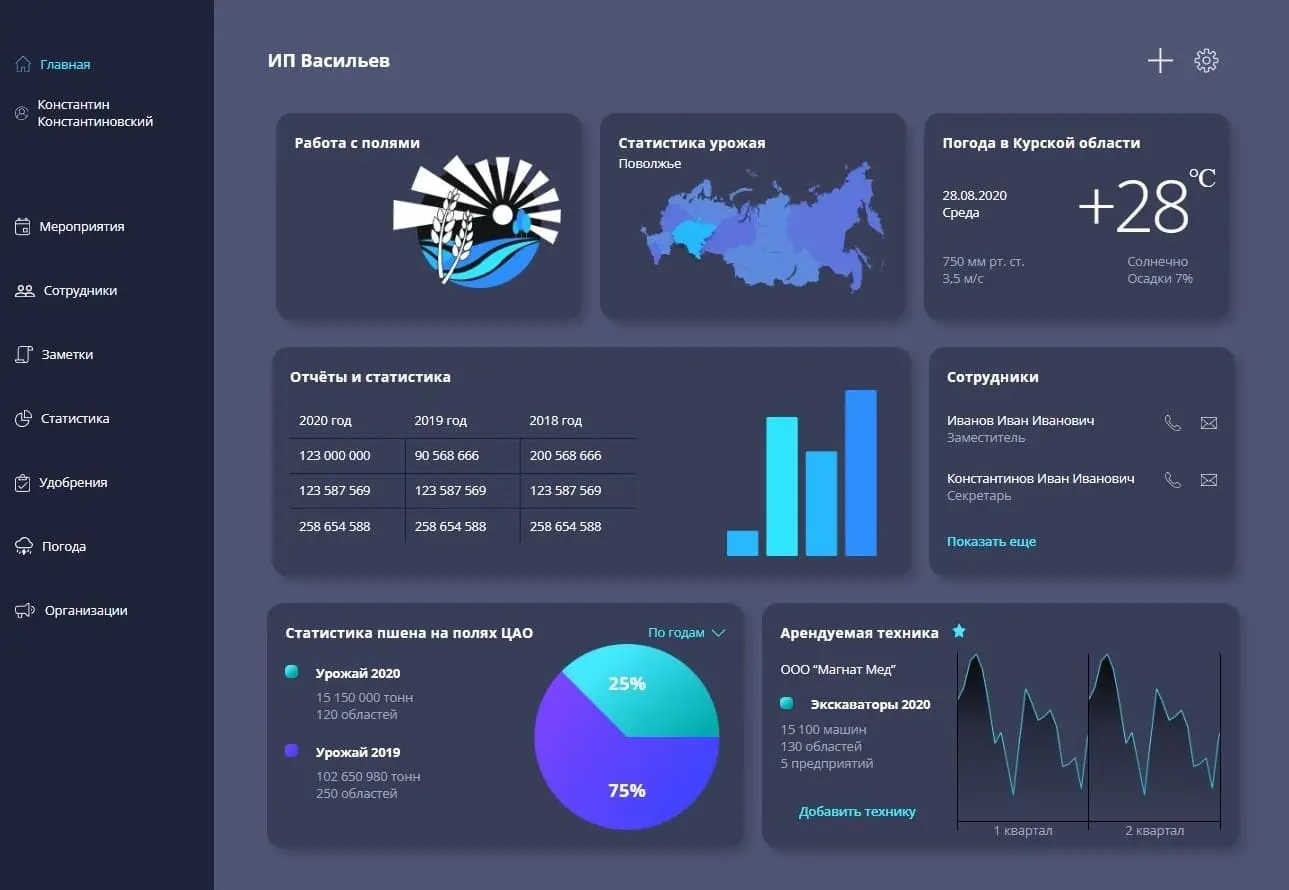 Главная
Константин
Константиновский
Мероприятия
Сотрудники
Заметки
Статистика
Удобрения
Погода
Организации
ИП Васильев
Работа с полями
Статистика урожая
Поволжье
Погода в Курской области
28.08.2020
Среда
+28°C
750 мм рт. ст.
3,5 м/с
Солнечно
Осадки 7%
Отчёты и статистика
2020 год 2019 год 2018 год
123 000 000 90 568 666 200 568 666
123 587 569 123 587 569 123 587 569
258 654 588 258 654 588 258 654 588
Сотрудники
Иванов Иван Иванович
Заместитель
Константинов Иван Иванович
Секретарь
Показать еще
Статистика пшена на полях ЦАО
По годам
Урожай 2020
15 150 000 тонн
120 областей
Урожай 2019
102 650 980 тонн
250 областей
25%
75%
Арендуемая техника
ООО “Магнат Мед”
Экскаваторы 2020
15 100 машин
130 областей
5 предприятий
Добавить технику
1 квартал 2 квартал